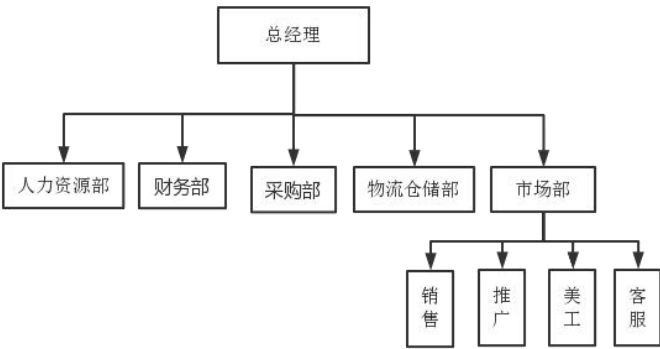 总经理
人力资源部
财务部
采购部
物流仓储部
市场部
销售
推广
美工
客服